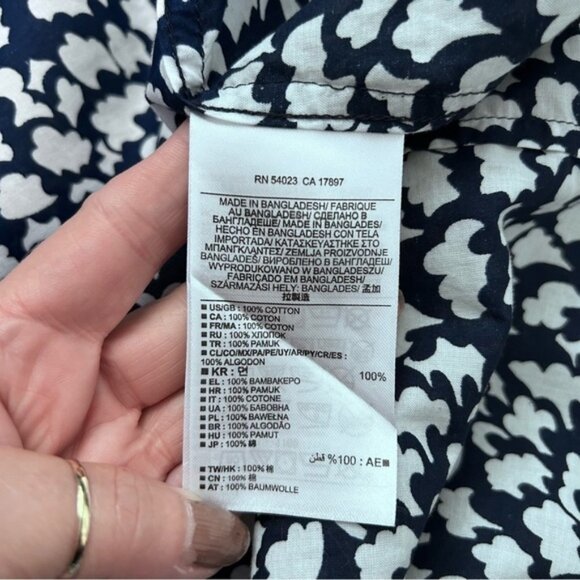 RN 54023 CA 17897
MADE IN BANGLADESH/ FABRIQUE
AU BANGLADESH/ СДЕЛАНО В
БАНГЛАДЕШЕ/ MADE IN BANGLADESH/
HECHO EN BANGLADESH CON TELA
IMPORTADA/ ΚΑΤΑΣΚΕΥΑΣΤΗΚΕ ΣΤΟ
ΜΠΑΝΓΚΛΑΝΤΕΣ/ ZEMLJA PROIZVODNJE
BANGLADEŠ/ ВИРОБЛЕНО В БАНГЛАДЕШ/
WYPRODUKOWANO W BANGLADESZU/
FABRICADO EM BANGLADESH/
SZÁRMAZÁSI HELY: BANGLADES/ 孟加
拉製造
■ US/GB : 100% COTTON
■ CA : 100% COTON
■ FR/MA : 100% COTON
■ RU : 100% ХЛОПОК
■ TR : 100% PAMUK
■ CL/CO/MX/PA/PE/UY/AR/PY/CR/ES :
100% ALGODON
■ KR : 면 100%
■ EL : 100% ΒΑΜΒΑΚΕΡΟ
■ HR : 100% PAMUK
■ IT : 100% COTONE
■ UA : 100% БАВОВНА
■ PL : 100% BAWEŁNA
■ BR : 100% ALGODÃO
■ HU : 100% PAMUT
■ JP : 100% 綿
■AE : 100% قطن
■ TW/HK : 100% 棉
■ CN : 100% 棉
■ AT : 100% BAUMWOLLE